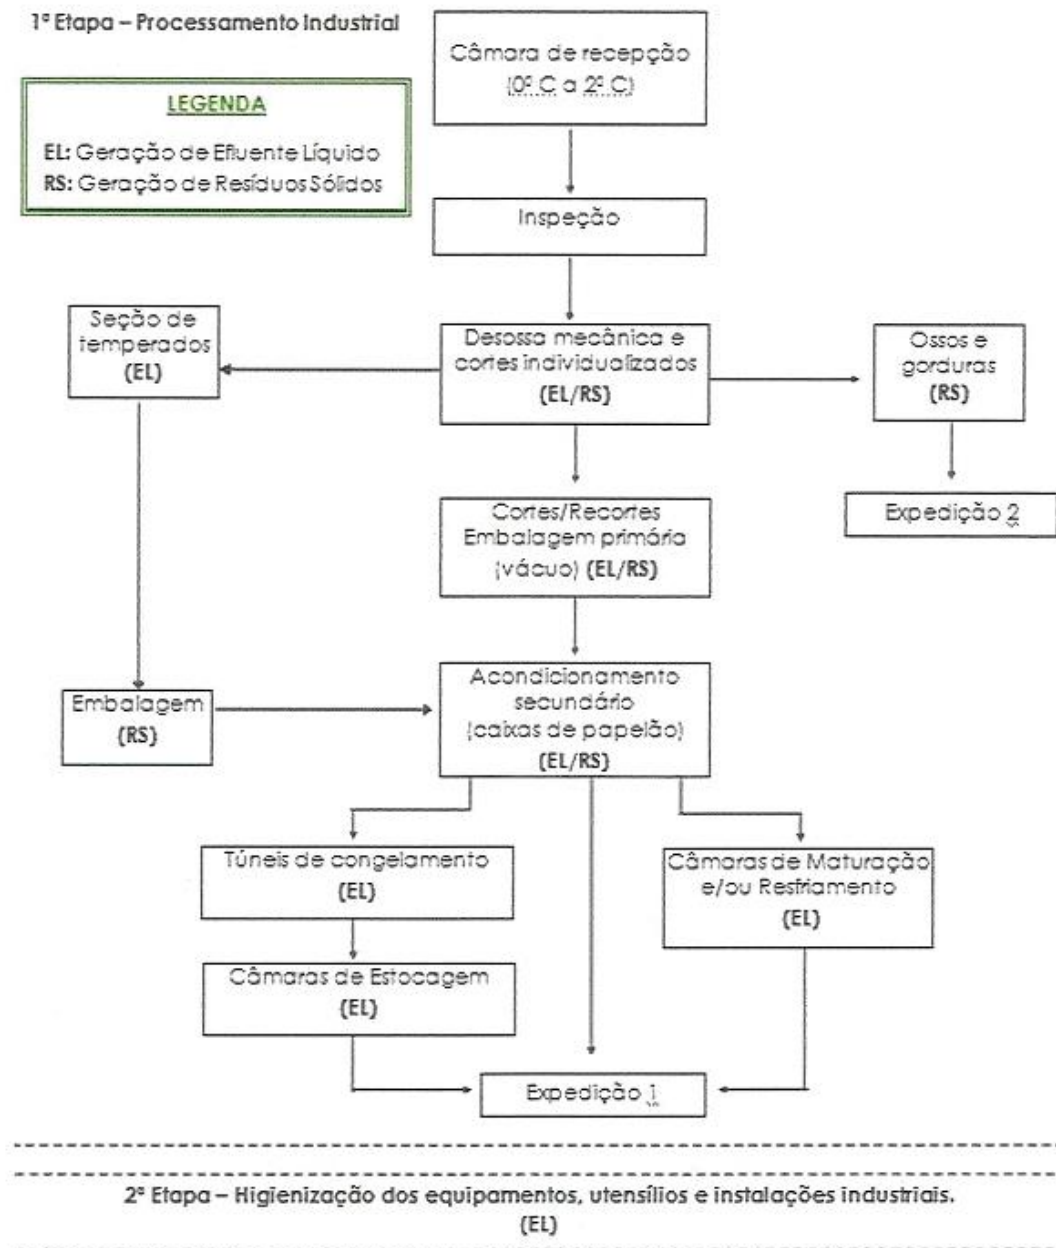 1ª Etapa – Processamento Industrial
LEGENDA
EL: Geração de Efluente Líquido
RS: Geração de Resíduos Sólidos
Câmara de recepção
(0º C a 2º C)
Inspeção
Seção de
temperados
(EL)
Desossa mecânica e
cortes individualizados
(EL/RS)
Ossos e
gorduras
(RS)
Expedição 2
Cortes/Recortes
Embalagem primária
(vácuo) (EL/RS)
Embalagem
(RS)
Acondicionamento
secundário
(caixas de papelão)
(EL/RS)
Túneis de congelamento
(EL)
Câmaras de Maturação
e/ou Resfriamento
(EL)
Câmaras de Estocagem
(EL)
Expedição 1
2ª Etapa – Higienização dos equipamentos, utensílios e instalações industriais.
(EL)